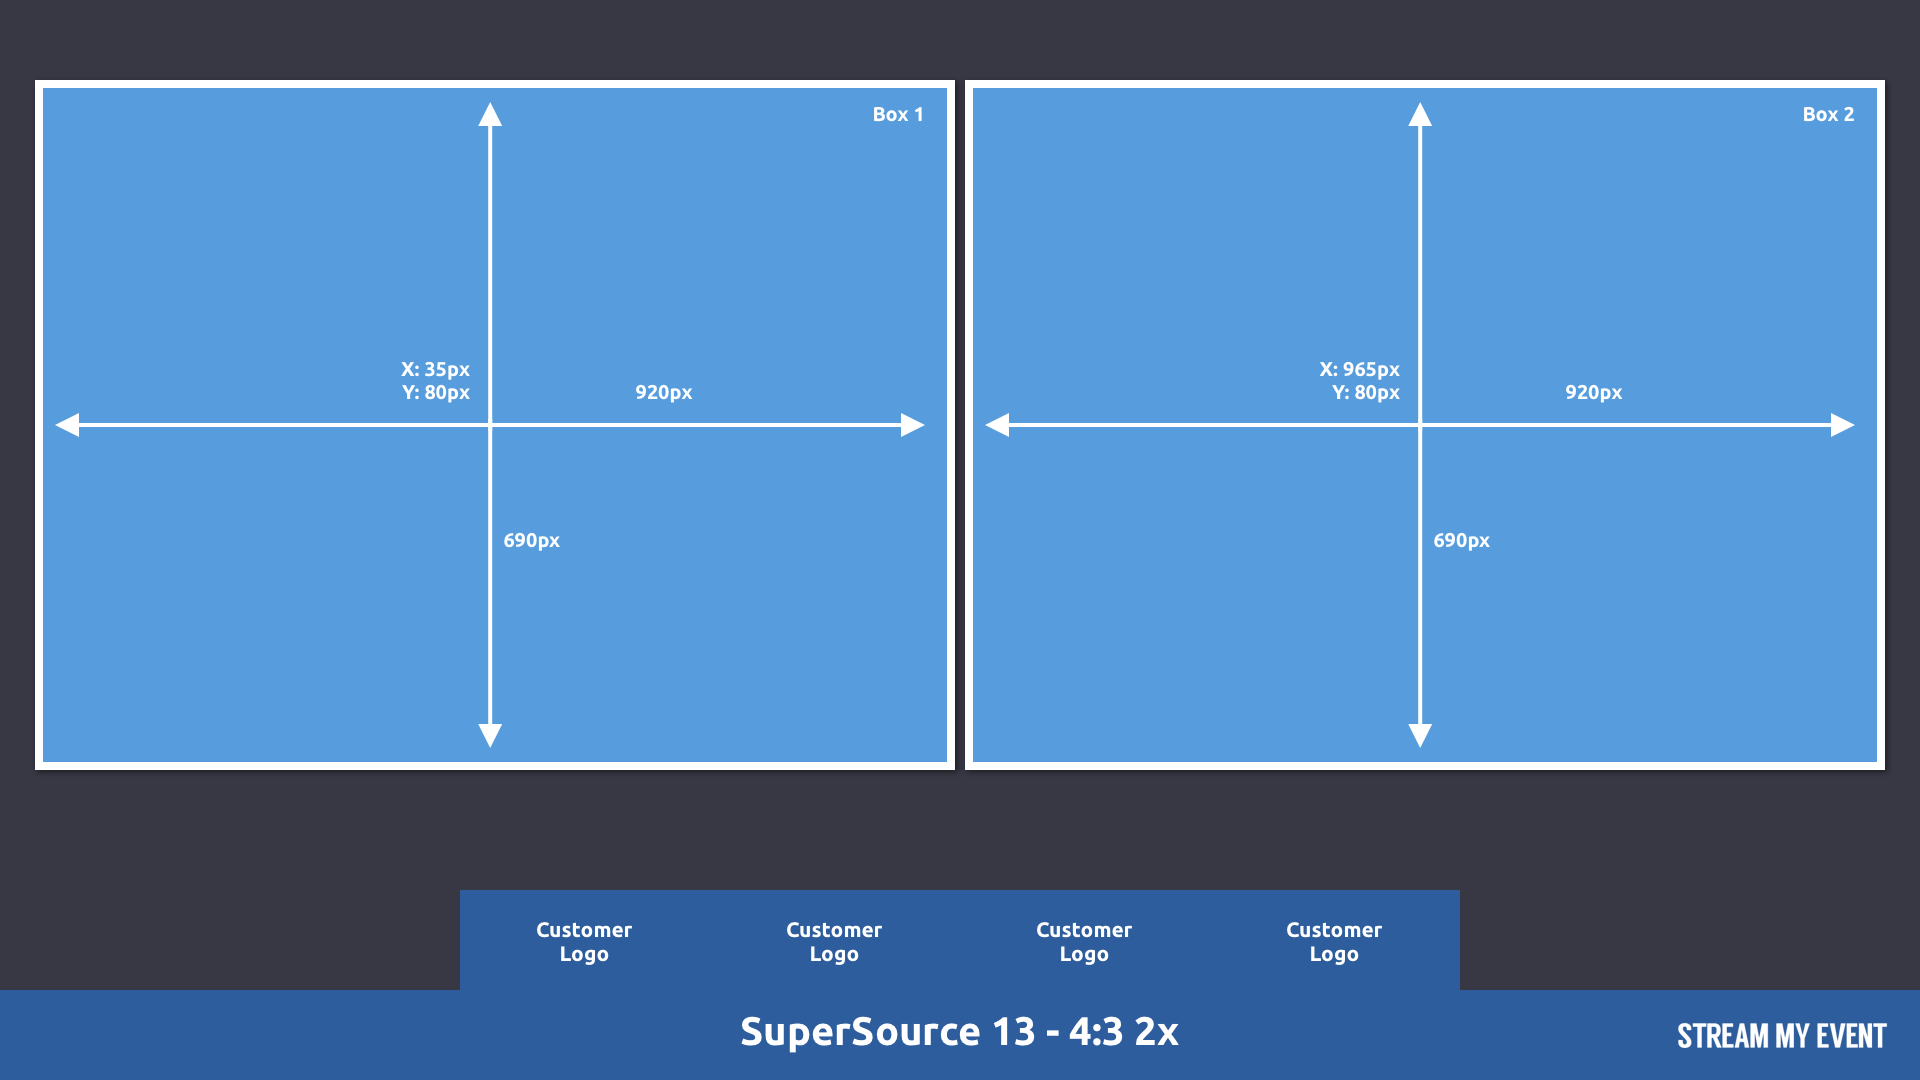 Box 1
X: 35px
Y: 80px
920px
690px
Box 2
X: 965px
Y: 80px
920px
690px
Customer
Logo
Customer
Logo
Customer
Logo
Customer
Logo
SuperSource 13 - 4:3 2x
STREAM MY EVENT